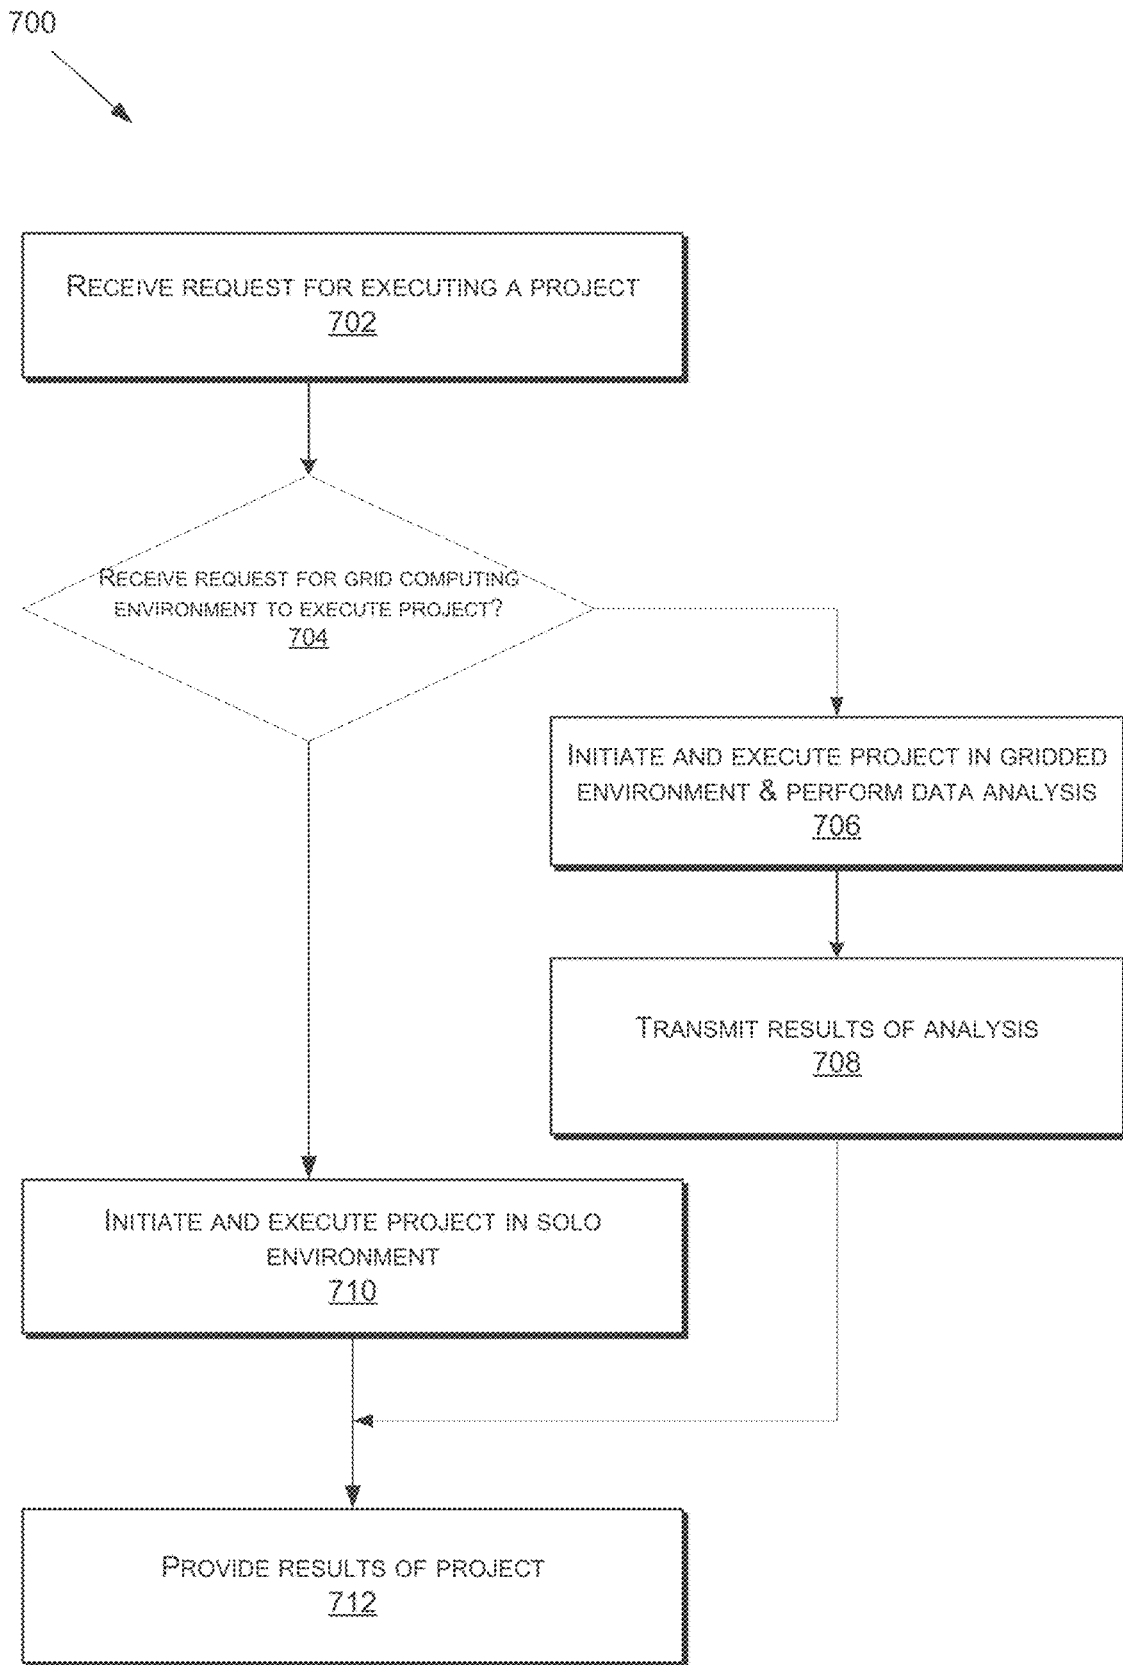 700
RECEIVE REQUEST FOR EXECUTING A PROJECT
702
RECEIVE REQUEST FOR GRID COMPUTING
ENVIRONMENT TO EXECUTE PROJECT?
704
INITIATE AND EXECUTE PROJECT IN GRIDDED
ENVIRONMENT & PERFORM DATA ANALYSIS
706
TRANSMIT RESULTS OF ANALYSIS
708
INITIATE AND EXECUTE PROJECT IN SOLO
ENVIRONMENT
710
PROVIDE RESULTS OF PROJECT
712